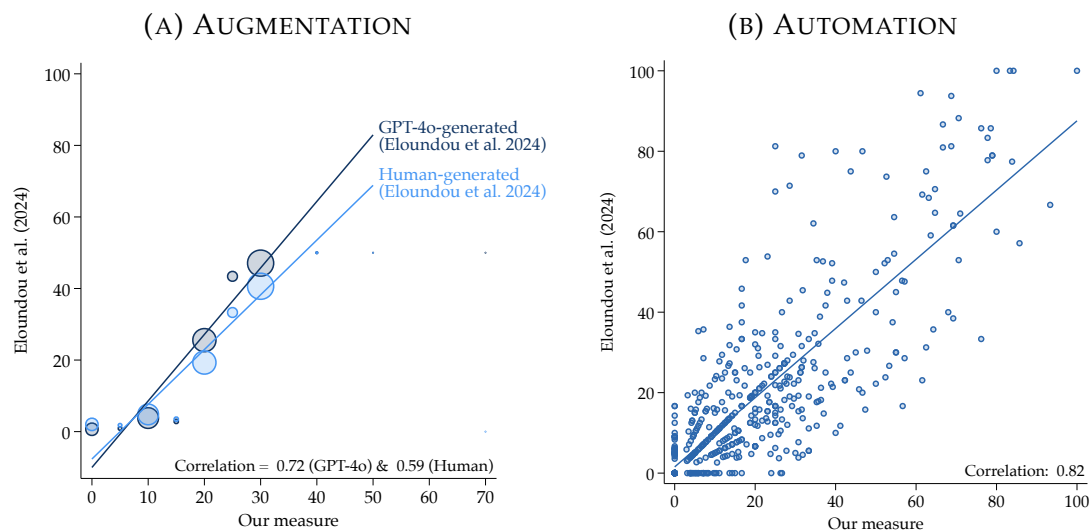 (A) AUGMENTATION
100
80
60
40
20
0
Eloundou et al. (2024)
GPT-4o-generated
(Eloundou et al. 2024)
Human-generated
(Eloundou et al. 2024)
Correlation = 0.72 (GPT-4o) & 0.59 (Human)
0 10 20 30 40 50 60 70
Our measure
(B) AUTOMATION
100
80
60
40
20
0
Eloundou et al. (2024)
Correlation: 0.82
0 20 40 60 80 100
Our measure